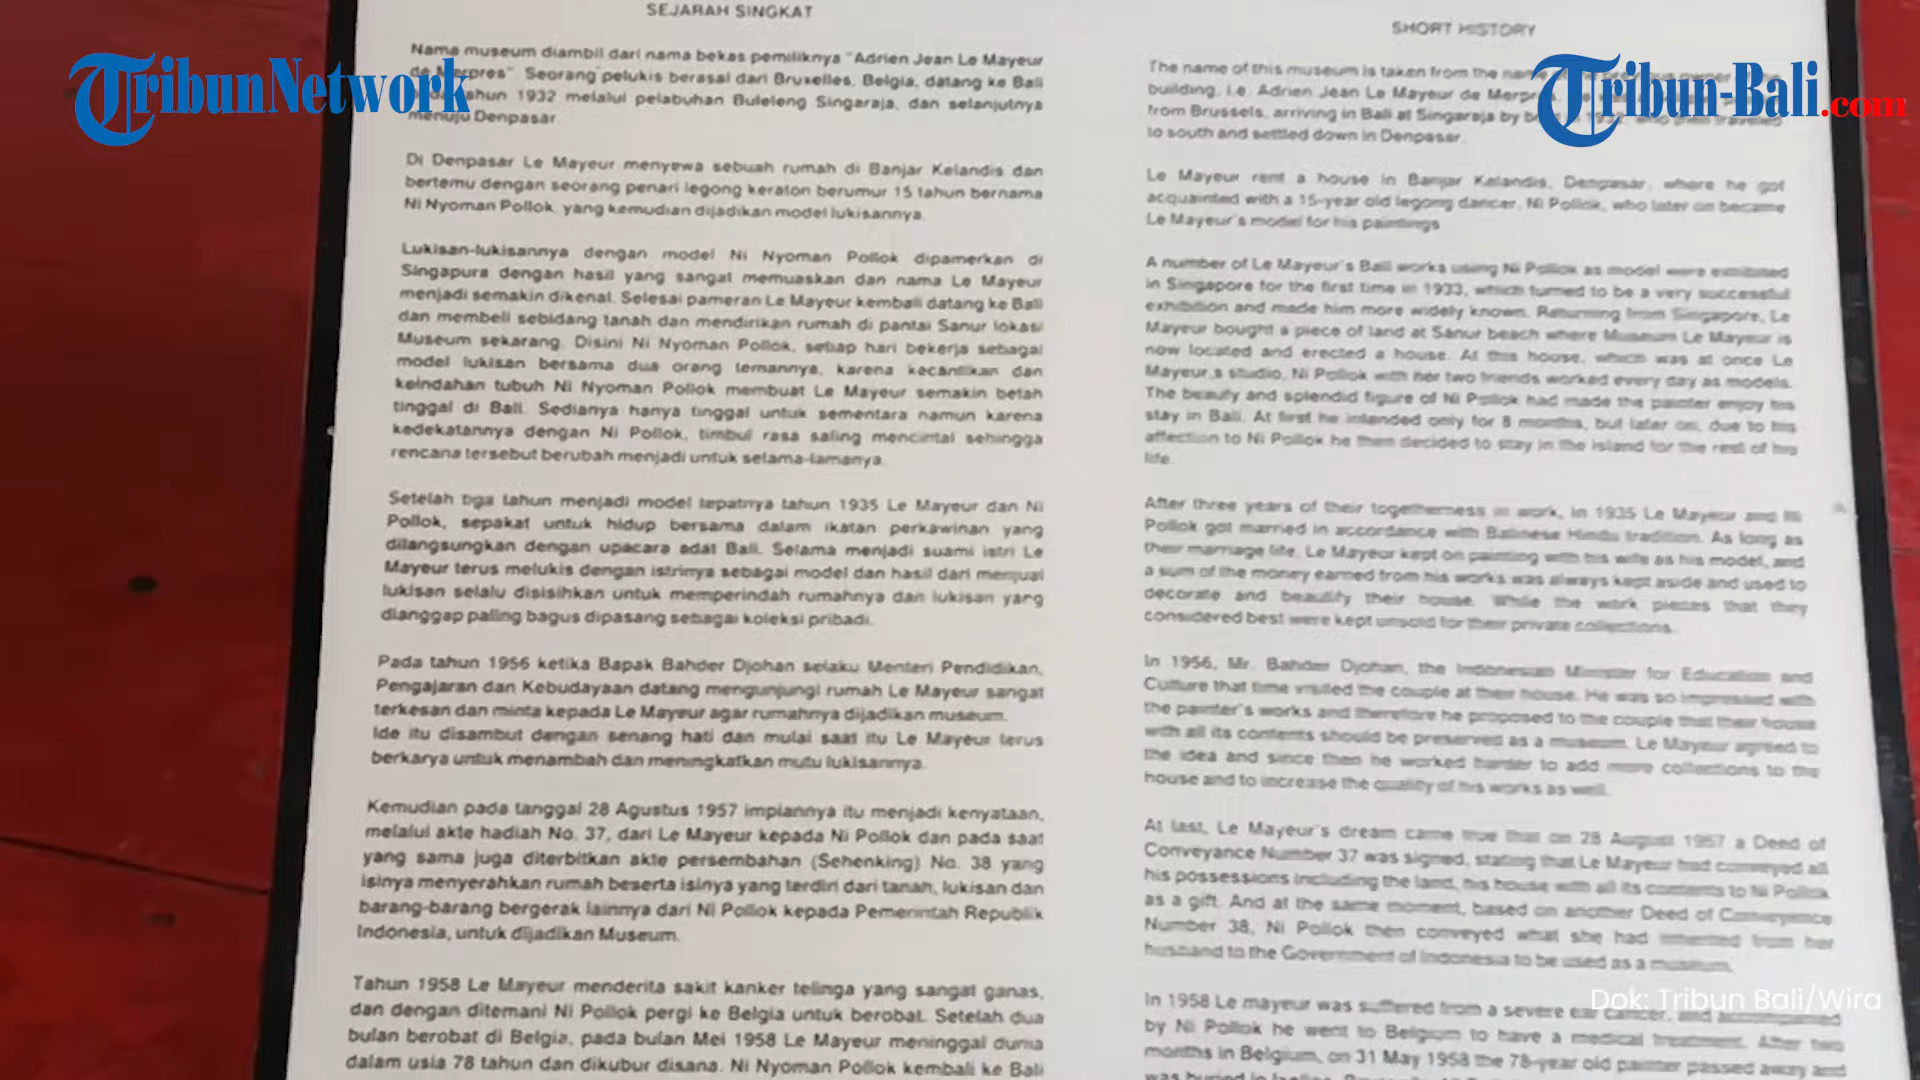 TribunNetwork
Tribun-Bali.com
SEJARAH SINGKAT
Nama museum diambil dari nama bekas pemiliknya "Adrien Jean Le Mayeur
de Merpres". Seorang pelukis berasal dari Bruxelles, Belgia, datang ke Bali
tahun 1932 melalui pelabuhan Buleleng Singaraja, dan selanjutnya
menuju Denpasar.
Di Denpasar Le Mayeur menyewa sebuah rumah di Banjar Kelandis dan
bertemu dengan seorang penari legong keraton berumur 15 tahun bernama
Ni Nyoman Pollok, yang kemudian dijadikan model lukisannya.
Lukisan-lukisannya dengan model Ni Nyoman Pollok dipamerkan di
Singapura dengan hasil yang sangat memuaskan dan nama Le Mayeur
menjadi semakin dikenal. Selesai pameran Le Mayeur kembali datang ke Bali
dan membeli sebidang tanah dan mendirikan rumah di pantai Sanur lokasi
Museum sekarang. Disini Ni Nyoman Pollok, setiap hari bekerja sebagai
model lukisan bersama dua orang temannya, karena kecantikan dan
keindahan tubuh Ni Nyoman Pollok membuat Le Mayeur semakin betah
tinggal di Bali. Sedianya hanya tinggal untuk sementara namun karena
kedekatannya dengan Ni Pollok, timbul rasa saling mencintai sehingga
rencana tersebut berubah menjadi untuk selama-lamanya.
Setelah tiga tahun menjadi model tepatnya tahun 1935 Le Mayeur dan Ni
Pollok, sepakat untuk hidup bersama dalam ikatan perkawinan yang
dilangsungkan dengan upacara adat Bali. Selama menjadi suami istri Le
Mayeur terus melukis dengan istrinya sebagai model dan hasil dari menjual
lukisan selalu disisihkan untuk memperindah rumahnya dan lukisan yang
dianggap paling bagus dipasang sebagai koleksi pribadi.
Pada tahun 1956 ketika Bapak Bahder Djohan selaku Menteri Pendidikan,
Pengajaran dan Kebudayaan datang mengunjungi rumah Le Mayeur sangat
terkesan dan minta kepada Le Mayeur agar rumahnya dijadikan museum.
Ide itu disambut dengan senang hati dan mulai saat itu Le Mayeur terus
berkarya untuk menambah dan meningkatkan mutu lukisannya.
Kemudian pada tanggal 28 Agustus 1957 impiannya itu menjadi kenyataan,
melalui akte hadiah No. 37, dari Le Mayeur kepada Ni Pollok dan pada saat
yang sama juga diterbitkan akte persembahan (Sehenking) No. 38 yang
isinya menyerahkan rumah beserta isinya yang terdiri dari tanah, lukisan dan
barang-barang bergerak lainnya dari Ni Pollok kepada Pemerintah Republik
Indonesia, untuk dijadikan Museum.
Tahun 1958 Le Mayeur menderita sakit kanker telinga yang sangat ganas,
dan dengan ditemani Ni Pollok pergi ke Belgia untuk berobat. Setelah dua
bulan berobat di Belgia, pada bulan Mei 1958 Le Mayeur meninggal dunia
dalam usia 78 tahun dan dikubur disana. Ni Nyoman Pollok kembali ke Bali
SHORT HISTORY
The name of this museum is taken from the name
building, i.e. Adrien Jean Le Mayeur de Merpres
from Brussels, arriving in Bali at Singaraja by
to south and settled down in Denpasar.
Le Mayeur rent a house in Banjar Kelandis, Denpasar, where he got
acquainted with a 15-year old legong dancer, Ni Pollok, who later on became
Le Mayeur's model for his paintings
A number of Le Mayeur's Bali works using Ni Pollok as model were exhibited
in Singapore for the first time in 1933, which turned to be a very successful
exhibition and made him more widely known. Returning from Singapore, Le
Mayeur bought a piece of land at Sanur beach where Museum Le Mayeur is
now located and erected a house. At this house, which was at once Le
Mayeur,s studio, Ni Pollok with her two friends worked every day as models.
The beauty and splendid figure of Ni Pollok had made the painter enjoy his
stay in Bali. At first he intended only for 8 months, but later on, due to his
affection to Ni Pollok he then decided to stay in the island for the rest of his
life.
After three years of their togetherness in work, in 1935 Le Mayeur and Ni
Pollok got married in accordance with Balinese Hindu tradition. As long as
their marriage life, Le Mayeur kept on painting with his wife as his model, and
a sum of the money earned from his works was always kept aside and used to
decorate and beautify their house. While the work pieces that they
considered best were kept unsold for their private collections.
In 1956, Mr. Bahder Djohan, the Indonesian Minister for Education and
Culture that time visited the couple at their house. He was so impressed with
the painter's works and therefore he proposed to the couple that their house
with all its contents should be preserved as a museum. Le Mayeur agreed to
the idea and since then he worked harder to add more collections to the
house and to increase the quality of his works as well.
At last, Le Mayeur's dream came true that on 28 August 1957 a Deed of
Conveyance Number 37 was signed, stating that Le Mayeur had conveyed all
his possessions including the land, his house with all its contents to Ni Pollok
as a gift. And at the same moment, based on another Deed of Conveyance
Number 38, Ni Pollok then conveyed what she had inherited from her
husband to the Government of Indonesia to be used as a museum.
In 1958 Le mayeur was suffered from a severe ear cancer, and accompanied
by Ni Pollok he went to Belgium to have a medical treatment. After two
months in Belgium, on 31 May 1958 the 78-year old painter passed away and
Dok: Tribun Bali/Wira